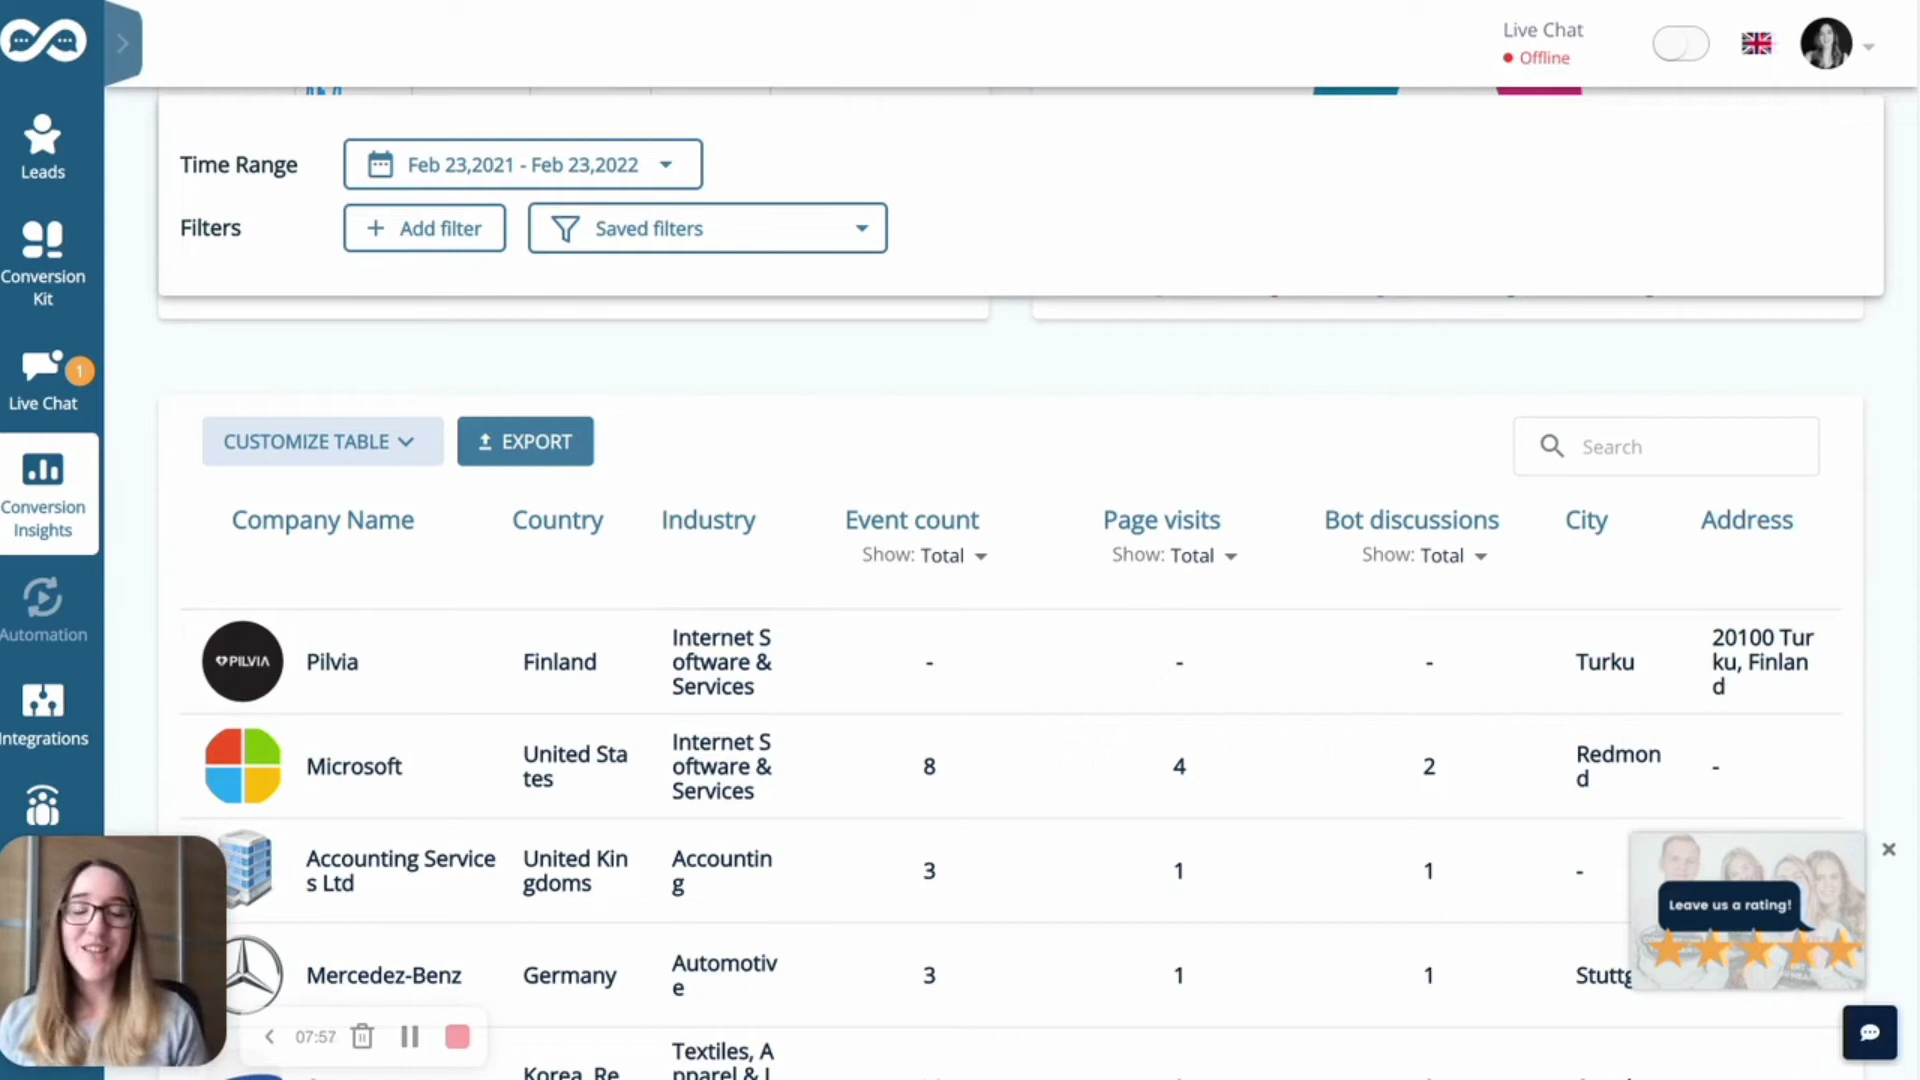 Live Chat
Offline
Leads
Conversion
Kit
Live Chat
1
Conversion
Insights
Automation
Integrations
Time Range
Feb 23,2021 - Feb 23,2022
Filters
+ Add filter
Saved filters
CUSTOMIZE TABLE
EXPORT
Search
Company Name Country Industry Event count Page visits Bot discussions City Address
Show: Total Show: Total Show: Total
PILVIA
Pilvia
Finland
Internet S
oftware &
Services
-
-
-
Turku
20100 Tur
ku, Finlan
d
Microsoft
United Sta
tes
Internet S
oftware &
Services
8
4
2
Redmon
d
-
Accounting Service
s Ltd
United Kin
gdoms
Accountin
g
3
1
1
-
Mercedez-Benz
Germany
Automotiv
e
3
1
1
Stuttg
Korea, Re
Textiles, A
pparel & L
Leave us a rating!
07:57